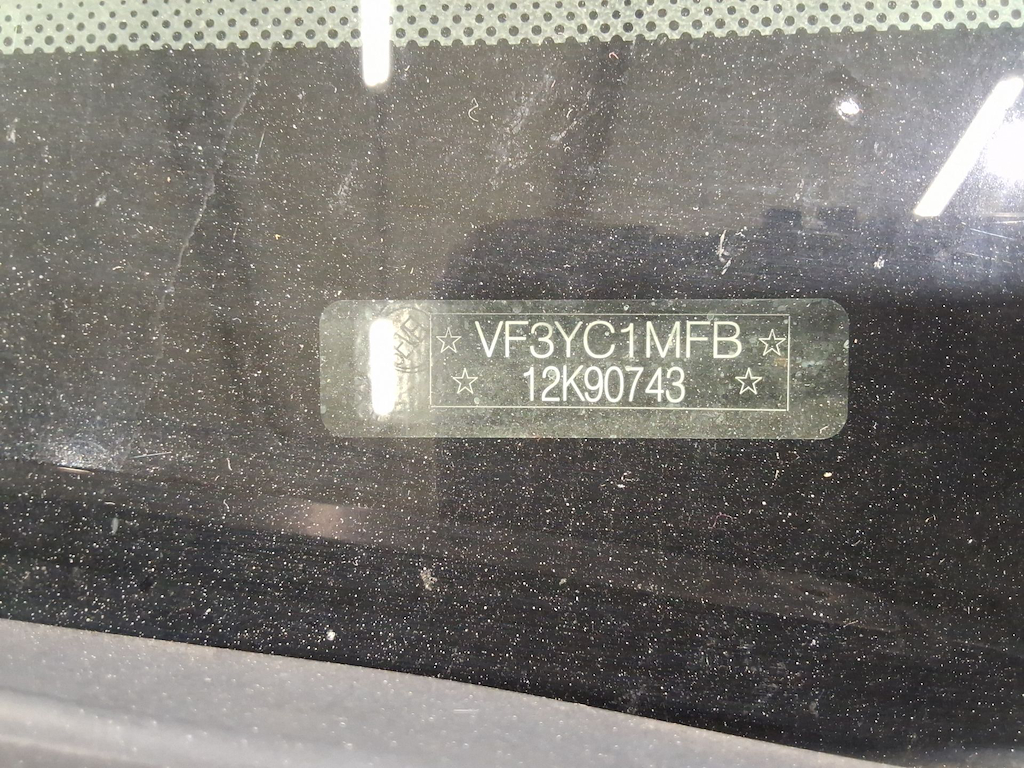 ☆ VF3YC1MFB ☆
☆ 12K90743 ☆